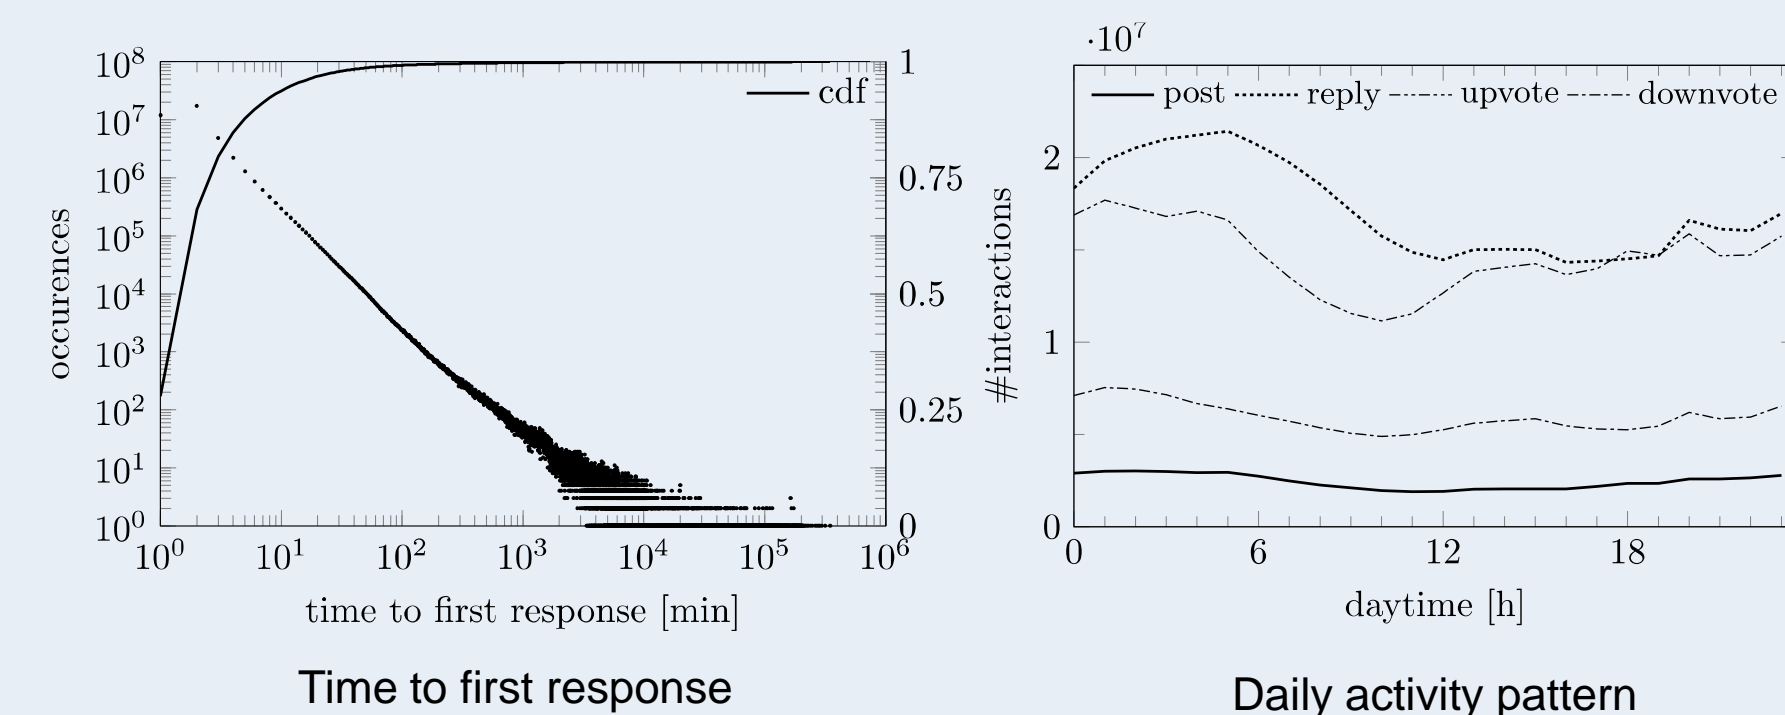 10^8
10^7
10^6
10^5
10^4
10^3
10^2
10^1
10^0
occurences
cdf
1
0.75
0.5
0.25
0
10^0 10^1 10^2 10^3 10^4 10^5 10^6
time to first response [min]
Time to first response
·10^7
post reply upvote downvote
2
1
0
#interactions
0 6 12 18
daytime [h]
Daily activity pattern